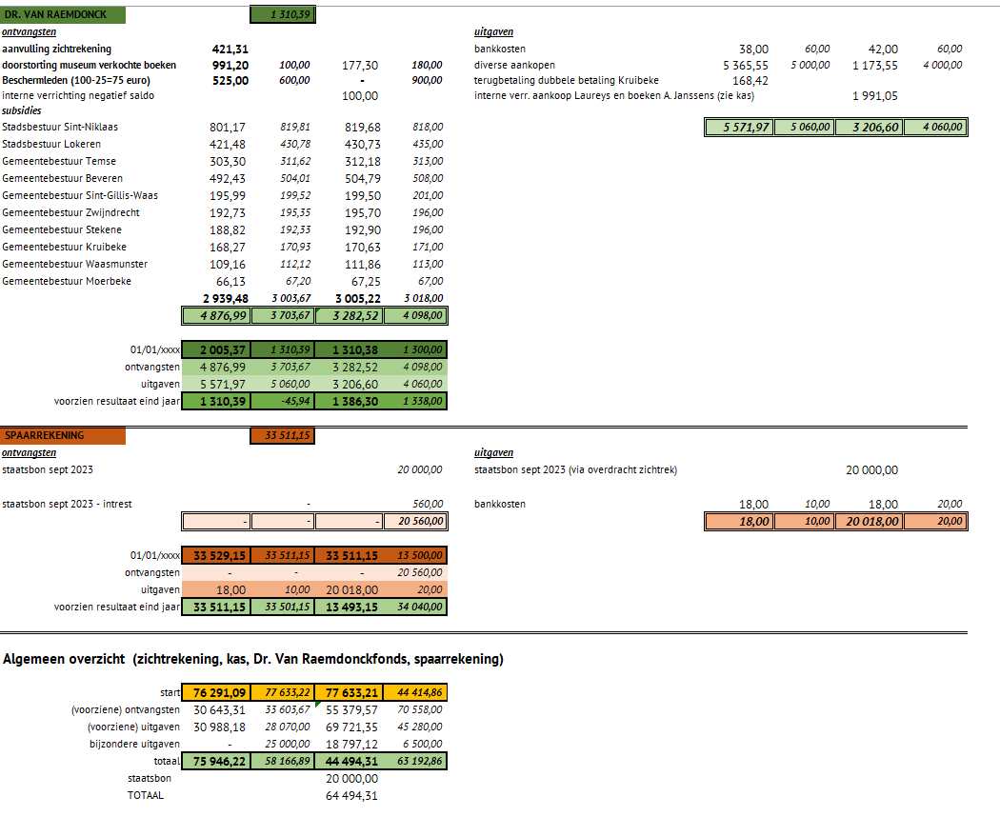 DR. VAN RAEMDONCK 1 310,39
ontvangsten uitgaven
aanvulling zichtrekening 421,31 bankkosten 38,00 60,00 42,00 60,00
doorstorting museum verkochte boeken 991,20 100,00 177,30 180,00 diverse aankopen 5 365,55 5 000,00 1 173,55 4 000,00
Beschermleden (100-25=75 euro) 525,00 600,00 - 900,00 terugbetaling dubbele betaling Kruibeke 168,42
interne verrichting negatief saldo 100,00 interne verr. aankoop Laureys en boeken A. Janssens (zie kas) 1 991,05
subsidies
Stadsbestuur Sint-Niklaas 801,17 819,81 819,68 818,00 5 571,97 5 060,00 3 206,60 4 060,00
Stadsbestuur Lokeren 421,48 430,78 430,73 435,00
Gemeentebestuur Temse 303,30 311,62 312,18 313,00
Gemeentebestuur Beveren 492,43 504,01 504,79 508,00
Gemeentebestuur Sint-Gillis-Waas 195,99 199,52 199,50 201,00
Gemeentebestuur Zwijndrecht 192,73 195,35 195,70 196,00
Gemeentebestuur Stekene 188,82 192,33 192,90 196,00
Gemeentebestuur Kruibeke 168,27 170,93 170,63 171,00
Gemeentebestuur Waasmunster 109,16 112,12 111,86 113,00
Gemeentebestuur Moerbeke 66,13 67,20 67,25 67,00
2 939,48 3 003,67 3 005,22 3 018,00
4 876,99 3 703,67 3 282,52 4 098,00
01/01/xxxx 2 005,37 1 310,39 1 310,38 1 300,00
ontvangsten 4 876,99 3 703,67 3 282,52 4 098,00
uitgaven 5 571,97 5 060,00 3 206,60 4 060,00
voorzien resultaat eind jaar 1 310,39 -45,94 1 386,30 1 338,00
SPAARREKENING 33 511,15
ontvangsten uitgaven
staatsbon sept 2023 20 000,00 staatsbon sept 2023 (via overdracht zichtrek) 20 000,00
staatsbon sept 2023 - intrest - 560,00 bankkosten 18,00 10,00 18,00 20,00
- - - 20 560,00 18,00 10,00 20 018,00 20,00
01/01/xxxx 33 529,15 33 511,15 33 511,15 13 500,00
ontvangsten - - - 20 560,00
uitgaven 18,00 10,00 20 018,00 20,00
voorzien resultaat eind jaar 33 511,15 33 501,15 13 493,15 34 040,00
Algemeen overzicht (zichtrekening, kas, Dr. Van Raemdonckfonds, spaarrekening)
start 76 291,09 77 633,22 77 633,21 44 414,86
(voorziene) ontvangsten 30 643,31 33 603,67 55 379,57 70 558,00
(voorziene) uitgaven 30 988,18 28 070,00 69 721,35 45 280,00
bijzondere uitgaven - 25 000,00 18 797,12 6 500,00
totaal 75 946,22 58 166,89 44 494,31 63 192,86
staatsbon 20 000,00
TOTAAL 64 494,31